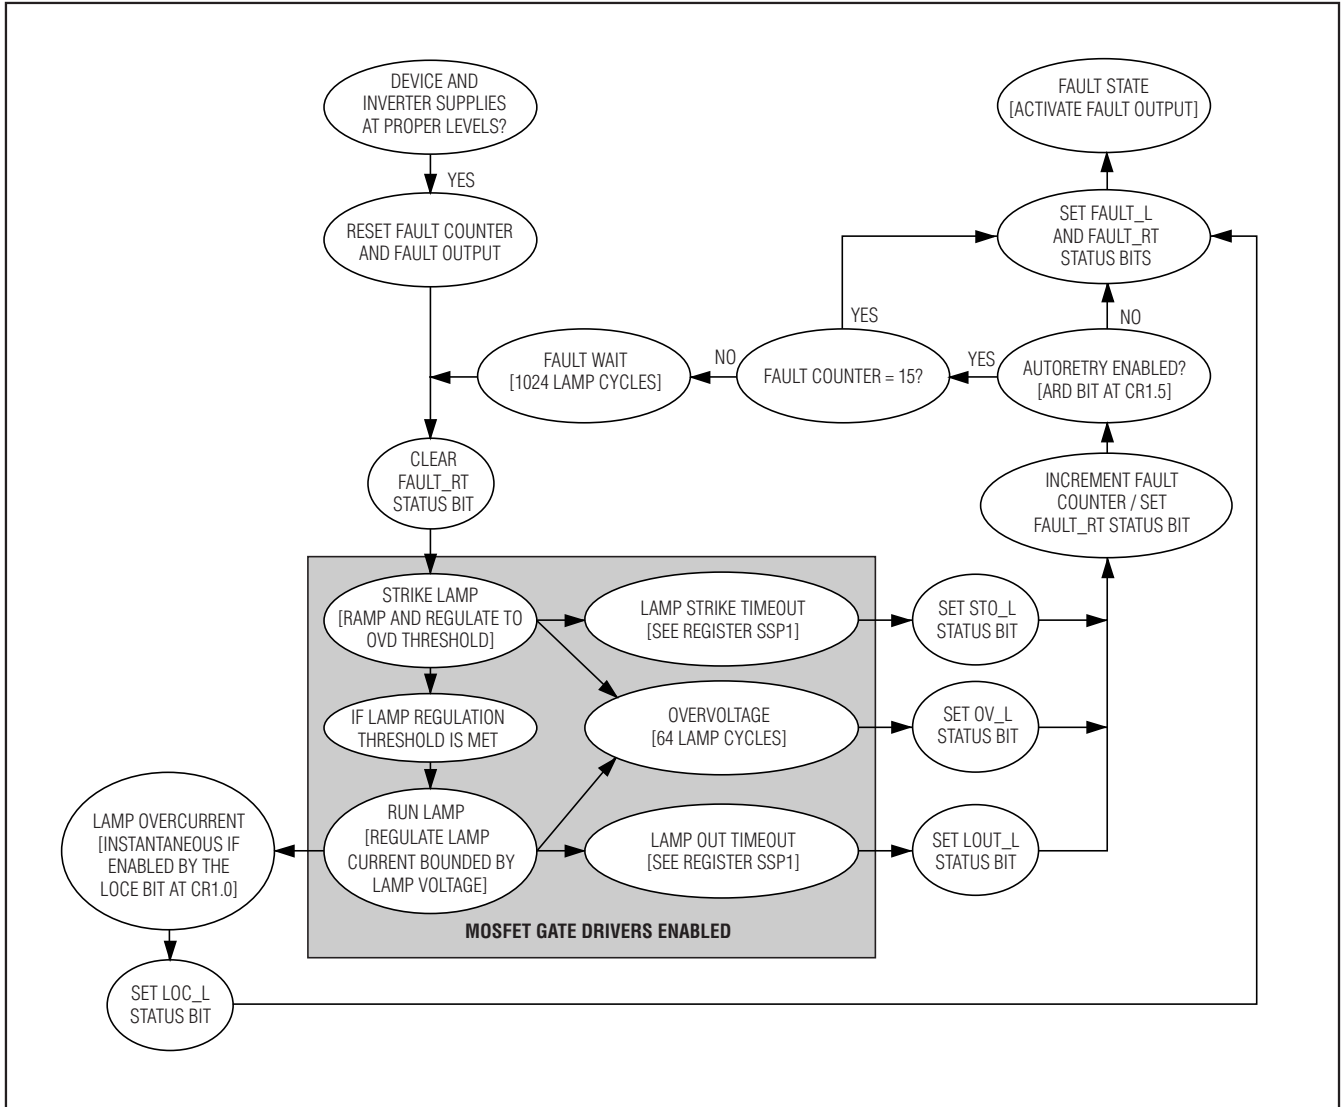 DEVICE AND
INVERTER SUPPLIES
AT PROPER LEVELS?
YES
RESET FAULT COUNTER
AND FAULT OUTPUT
FAULT STATE
[ACTIVATE FAULT OUTPUT]
SET FAULT_L
AND FAULT_RT
STATUS BITS
YES
NO
FAULT WAIT
[1024 LAMP CYCLES]
NO
FAULT COUNTER = 15?
YES
AUTORETRY ENABLED?
[ARD BIT AT CR1.5]
CLEAR
FAULT_RT
STATUS BIT
INCREMENT FAULT
COUNTER / SET
FAULT_RT STATUS BIT
STRIKE LAMP
[RAMP AND REGULATE TO
OVD THRESHOLD]
LAMP STRIKE TIMEOUT
[SEE REGISTER SSP1]
SET STO_L
STATUS BIT
IF LAMP REGULATION
THRESHOLD IS MET
OVERVOLTAGE
[64 LAMP CYCLES]
SET OV_L
STATUS BIT
LAMP OVERCURRENT
[INSTANTANEOUS IF
ENABLED BY THE
LOCE BIT AT CR1.0]
RUN LAMP
[REGULATE LAMP
CURRENT BOUNDED BY
LAMP VOLTAGE]
LAMP OUT TIMEOUT
[SEE REGISTER SSP1]
SET LOUT_L
STATUS BIT
MOSFET GATE DRIVERS ENABLED
SET LOC_L
STATUS BIT